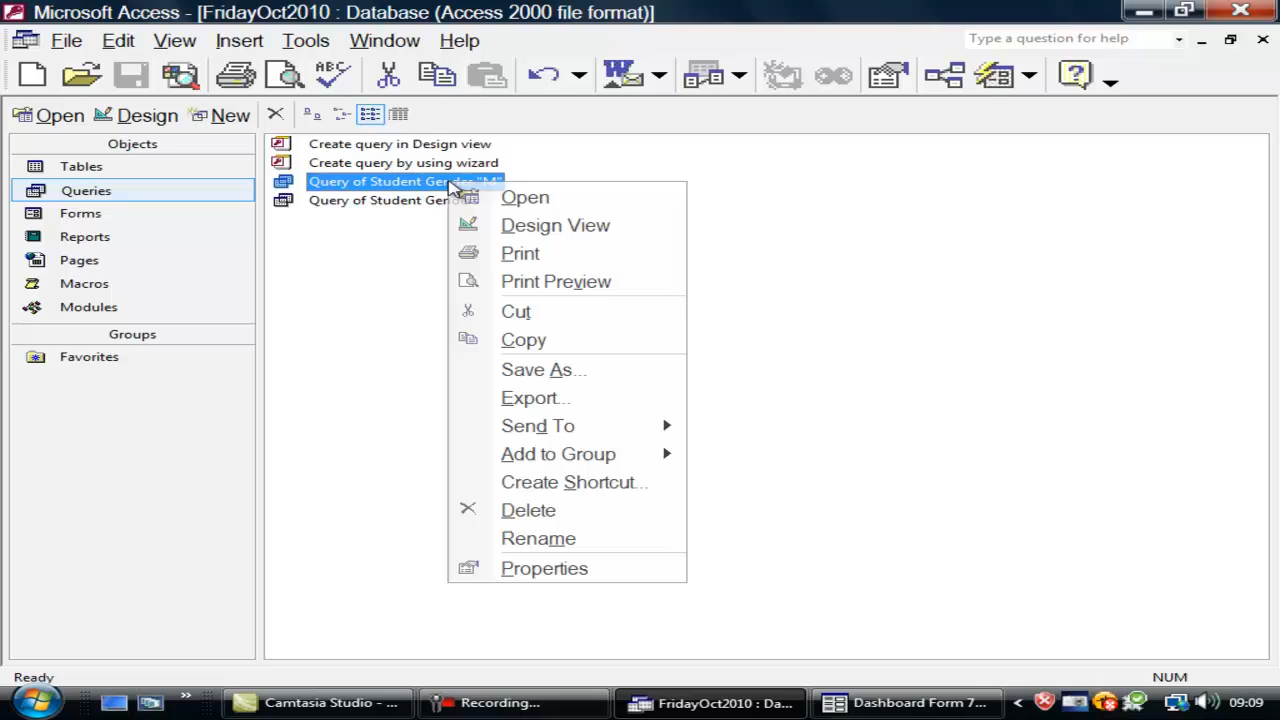 Microsoft Access - [FridayOct2010 : Database (Access 2000 file format)]
File Edit View Insert Tools Window Help
Type a question for help
ABC
Open Design New
Objects
Tables
Queries
Forms
Reports
Pages
Macros
Modules
Groups
Favorites
Create query in Design view
Create query by using wizard
Query of Student Gender "M"
Query of Student
Open
Design View
Print
Print Preview
Cut
Copy
Save As...
Export...
Send To
Add to Group
Create Shortcut...
Delete
Rename
Properties
Ready
NUM
Camtasia Studio - ...
Recording...
FridayOct2010 : Da...
Dashboard Form 7...
09:09